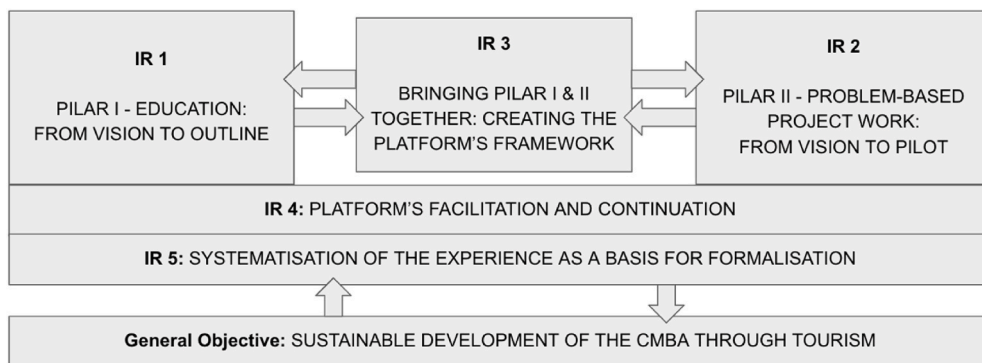 IR 1
PILAR I - EDUCATION:
FROM VISION TO OUTLINE
IR 3
BRINGING PILAR I & II
TOGETHER: CREATING THE
PLATFORM'S FRAMEWORK
IR 2
PILAR II - PROBLEM-BASED
PROJECT WORK:
FROM VISION TO PILOT
IR 4: PLATFORM'S FACILITATION AND CONTINUATION
IR 5: SYSTEMATISATION OF THE EXPERIENCE AS A BASIS FOR FORMALISATION
General Objective: SUSTAINABLE DEVELOPMENT OF THE CMBA THROUGH TOURISM